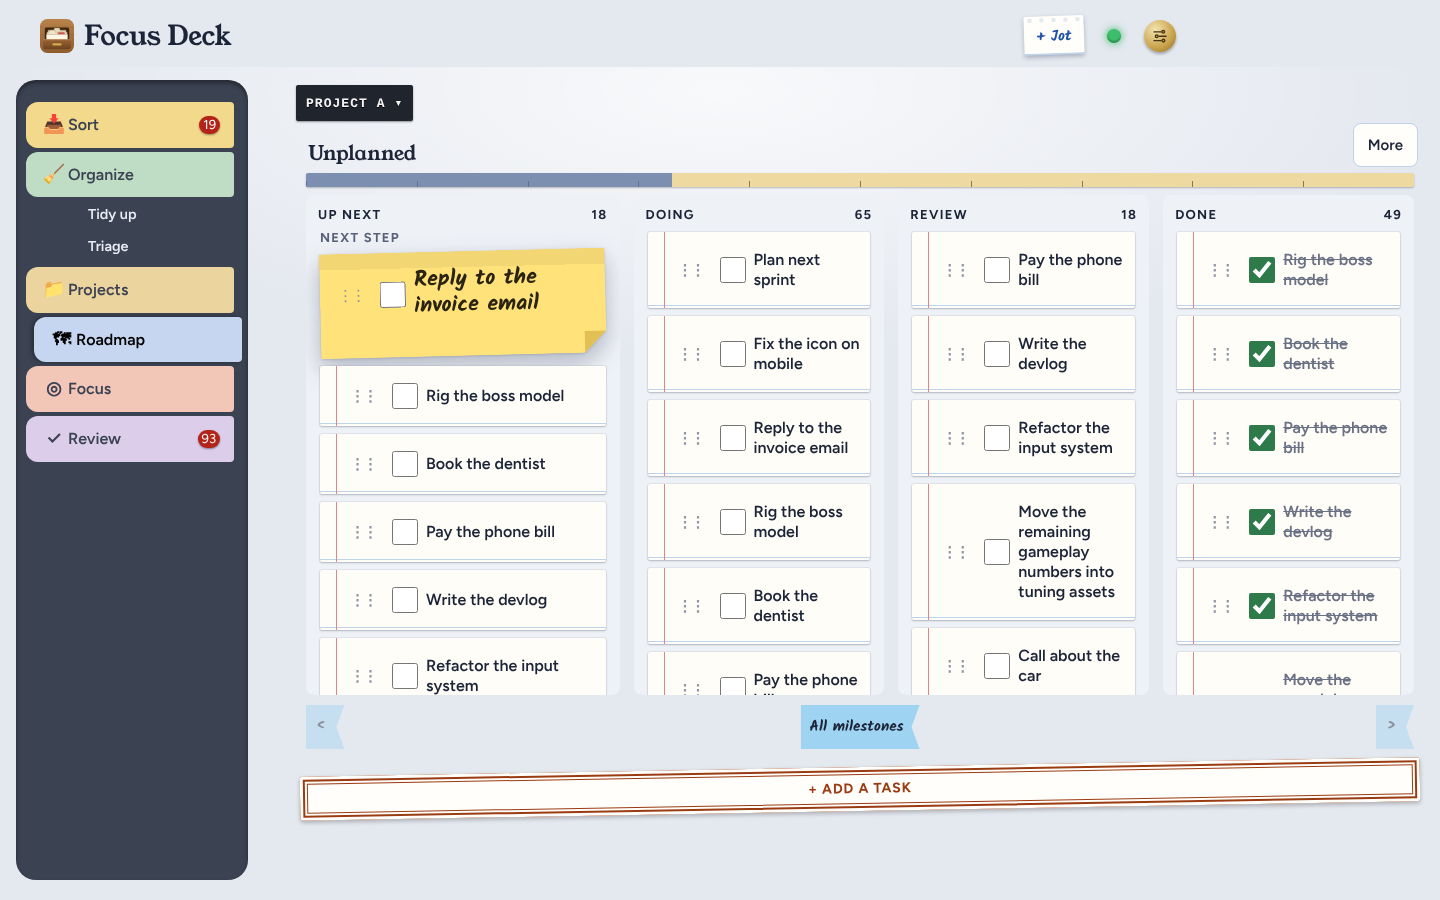 Focus Deck
+ Jot
Sort 19
Organize
Tidy up
Triage
Projects
Roadmap
Focus
Review 93
PROJECT A ▾
Unplanned
More
UP NEXT 18
NEXT STEP
Reply to the
invoice email
Rig the boss model
Book the dentist
Pay the phone bill
Write the devlog
Refactor the input
system
DOING 65
Plan next
sprint
Fix the icon on
mobile
Reply to the
invoice email
Rig the boss
model
Book the
dentist
Pay the phone
REVIEW 18
Pay the phone
bill
Write the
devlog
Refactor the
input system
Move the
remaining
gameplay
numbers into
tuning assets
Call about the
car
DONE 49
Rig the boss
model
Book the
dentist
Pay the phone
bill
Write the
devlog
Refactor the
input system
Move the
<
All milestones
>
+ ADD A TASK